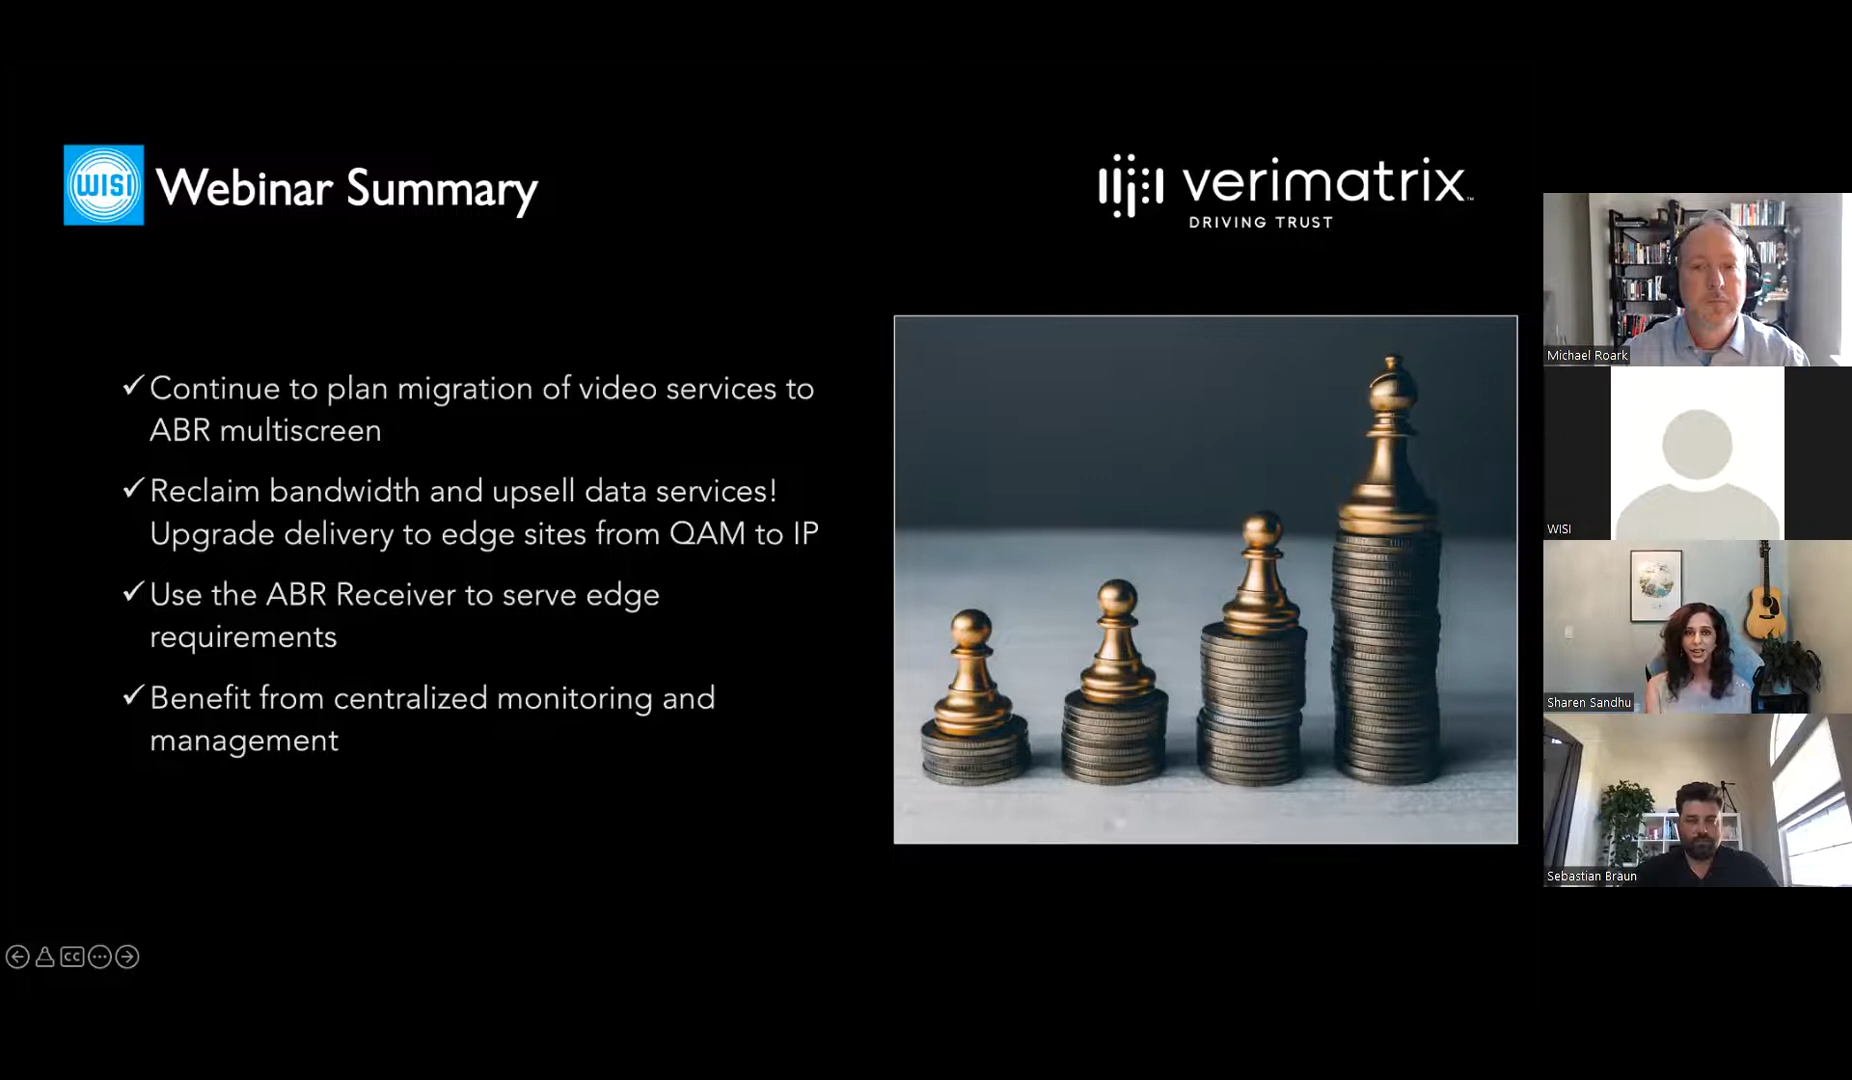 WISI
Webinar Summary
verimatrix™
DRIVING TRUST
✓Continue to plan migration of video services to
ABR multiscreen
✓Reclaim bandwidth and upsell data services!
Upgrade delivery to edge sites from QAM to IP
✓Use the ABR Receiver to serve edge
requirements
✓Benefit from centralized monitoring and
management
Michael Roark
WISI
Sharen Sandhu
Sebastian Braun
CC